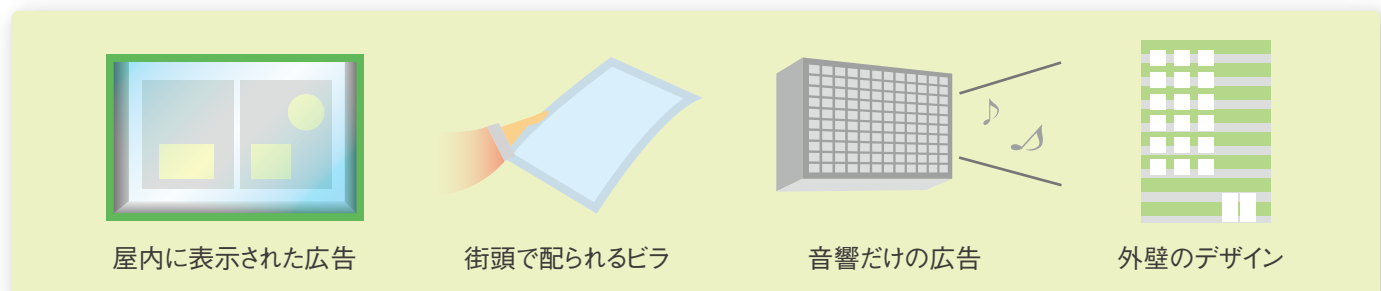 屋内に表示された広告
街頭で配られるビラ
音響だけの広告
外壁のデザイン